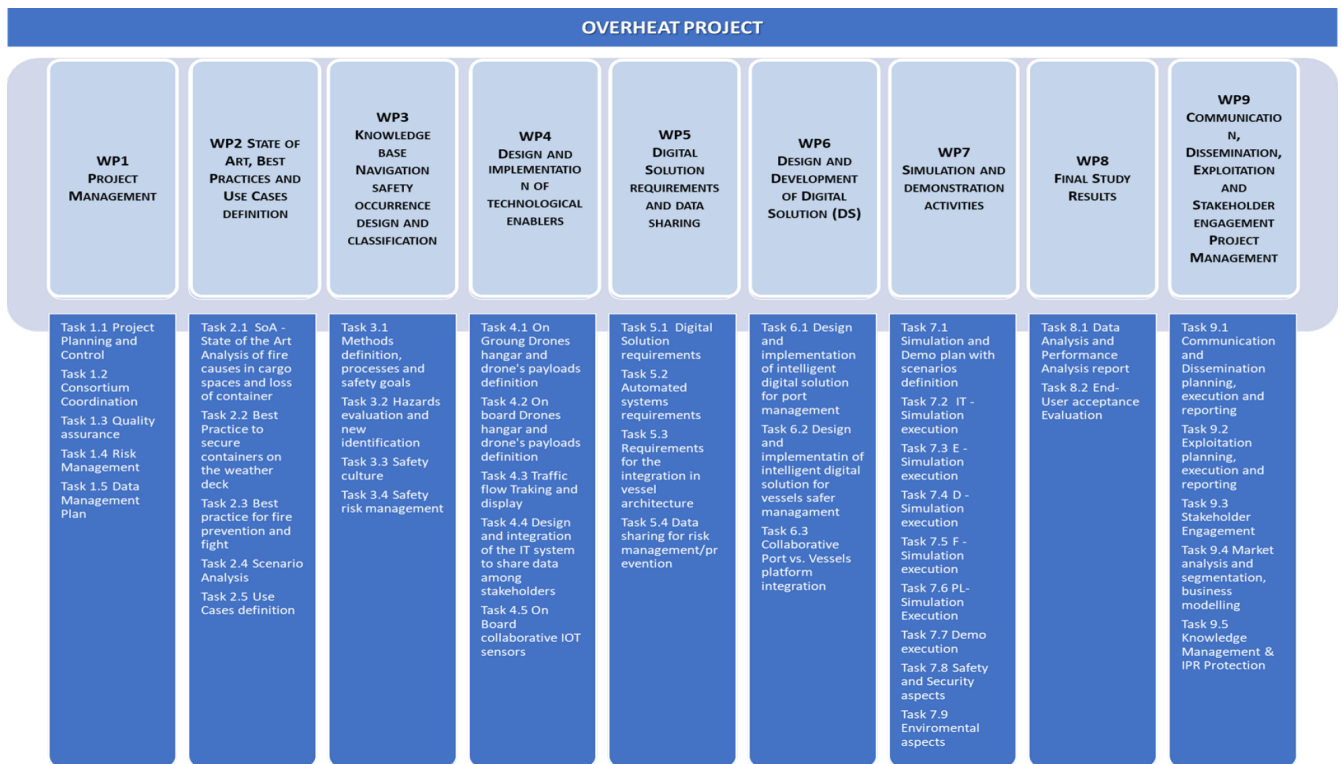 OVERHEAT PROJECT
WP1
PROJECT
MANAGEMENT
WP2 STATE OF
ART, BEST
PRACTICES AND
USE CASES
DEFINITION
WP3
KNOWLEDGE
BASE
NAVIGATION
SAFETY
OCCURRENCE
DESIGN AND
CLASSIFICATION
WP4
DESIGN AND
IMPLEMENTATIO
N OF
TECHNOLOGICAL
ENABLERS
WP5
DIGITAL
SOLUTION
REQUIREMENTS
AND DATA
SHARING
WP6
DESIGN AND
DEVELOPMENT
OF DIGITAL
SOLUTION (DS)
WP7
SIMULATION AND
DEMONSTRATION
ACTIVITIES
WP8
FINAL STUDY
RESULTS
WP9
COMMUNICATIO
N,
DISSEMINATION,
EXPLOITATION
AND
STAKEHOLDER
ENGAGEMENT
PROJECT
MANAGEMENT
Task 1.1 Project
Planning and
Control
Task 1.2
Consortium
Coordination
Task 1.3 Quality
assurance
Task 1.4 Risk
Management
Task 1.5 Data
Management
Plan
Task 2.1 SoA -
State of the Art
Analysis of fire
causes in cargo
spaces and loss
of container
Task 2.2 Best
Practice to
secure
containers on
the weather
deck
Task 2.3 Best
practice for fire
prevention and
fight
Task 2.4 Scenario
Analysis
Task 2.5 Use
Cases definition
Task 3.1
Methods
definition,
processes and
safety goals
Task 3.2 Hazards
evaluation and
new
identification
Task 3.3 Safety
culture
Task 3.4 Safety
risk management
Task 4.1 On
Groung Drones
hangar and
drone's payloads
definition
Task 4.2 On
board Drones
hangar and
drone's payloads
definition
Task 4.3 Traffic
flow Traking and
display
Task 4.4 Design
and integration
of the IT system
to share data
among
stakeholders
Task 4.5 On
Board
collaborative IOT
sensors
Task 5.1 Digital
Solution
requirements
Task 5.2
Automated
systems
requirements
Task 5.3
Requirements
for the
integration in
vessel
architecture
Task 5.4 Data
sharing for risk
management/pr
evention
Task 6.1 Design
and
implementation
of intelligent
digital solution
for port
management
Task 6.2 Design
and
implementatin of
intelligent digital
solution for
vessels safer
managament
Task 6.3
Collaborative
Port vs. Vessels
platform
integration
Task 7.1
Simulation and
Demo plan with
scenarios
definition
Task 7.2 IT -
Simulation
execution
Task 7.3 E -
Simulation
execution
Task 7.4 D -
Simulation
execution
Task 7.5 F -
Simulation
execution
Task 7.6 PL-
Simulation
Execution
Task 7.7 Demo
execution
Task 7.8 Safety
and Security
aspects
Task 7.9
Enviromental
aspects
Task 8.1 Data
Analysis and
Performance
Analysis report
Task 8.2 End-
User acceptance
Evaluation
Task 9.1
Communication
and
Dissemination
planning,
execution and
reporting
Task 9.2
Exploitation
planning,
execution and
reporting
Task 9.3
Stakeholder
Engagement
Task 9.4 Market
analysis and
segmentation,
business
modelling
Task 9.5
Knowledge
Management &
IPR Protection